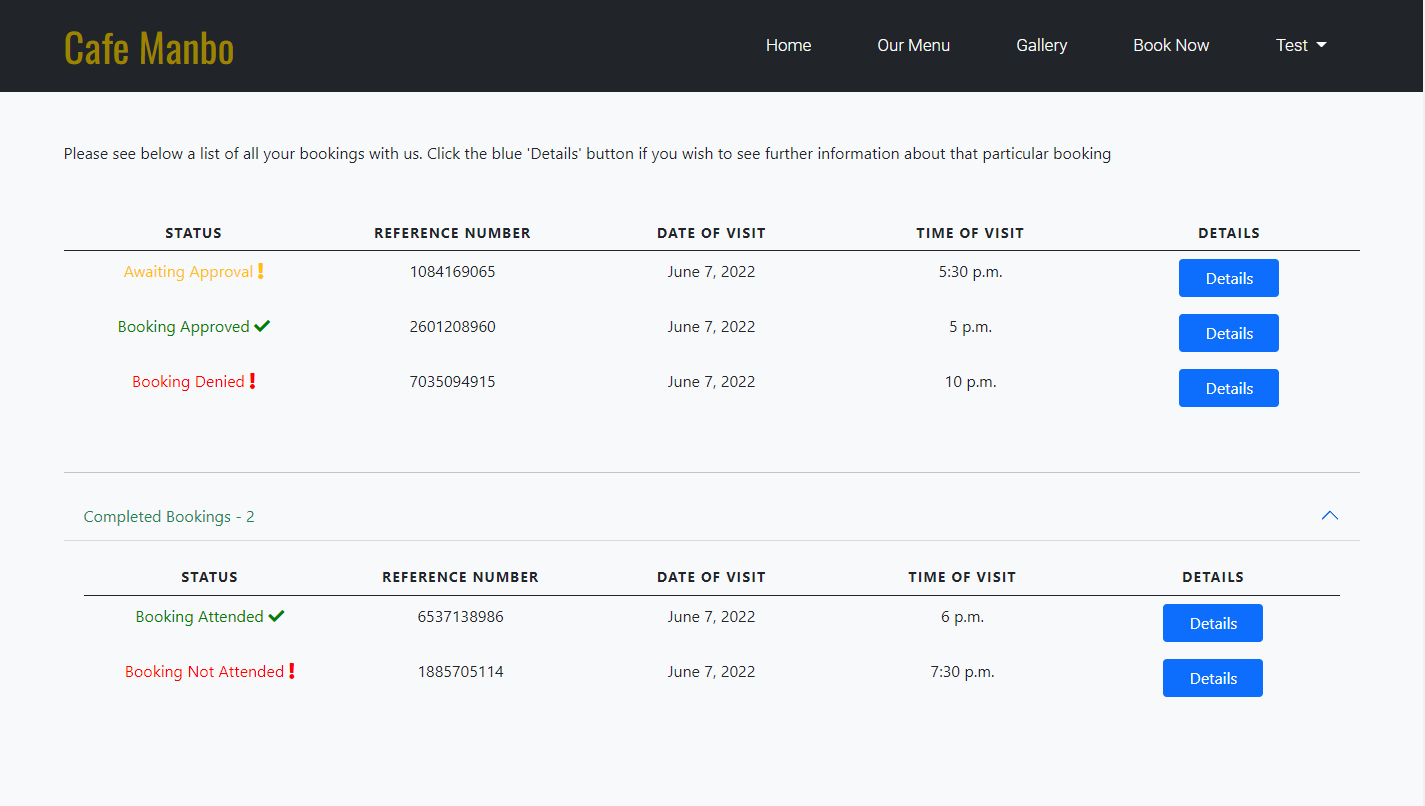 Cafe Manbo Home Our Menu Gallery Book Now Test
Please see below a list of all your bookings with us. Click the blue 'Details' button if you wish to see further information about that particular booking
STATUS REFERENCE NUMBER DATE OF VISIT TIME OF VISIT DETAILS
Awaiting Approval 1084169065 June 7, 2022 5:30 p.m. Details
Booking Approved 2601208960 June 7, 2022 5 p.m. Details
Booking Denied 7035094915 June 7, 2022 10 p.m. Details
Completed Bookings - 2
STATUS REFERENCE NUMBER DATE OF VISIT TIME OF VISIT DETAILS
Booking Attended 6537138986 June 7, 2022 6 p.m. Details
Booking Not Attended 1885705114 June 7, 2022 7:30 p.m. Details